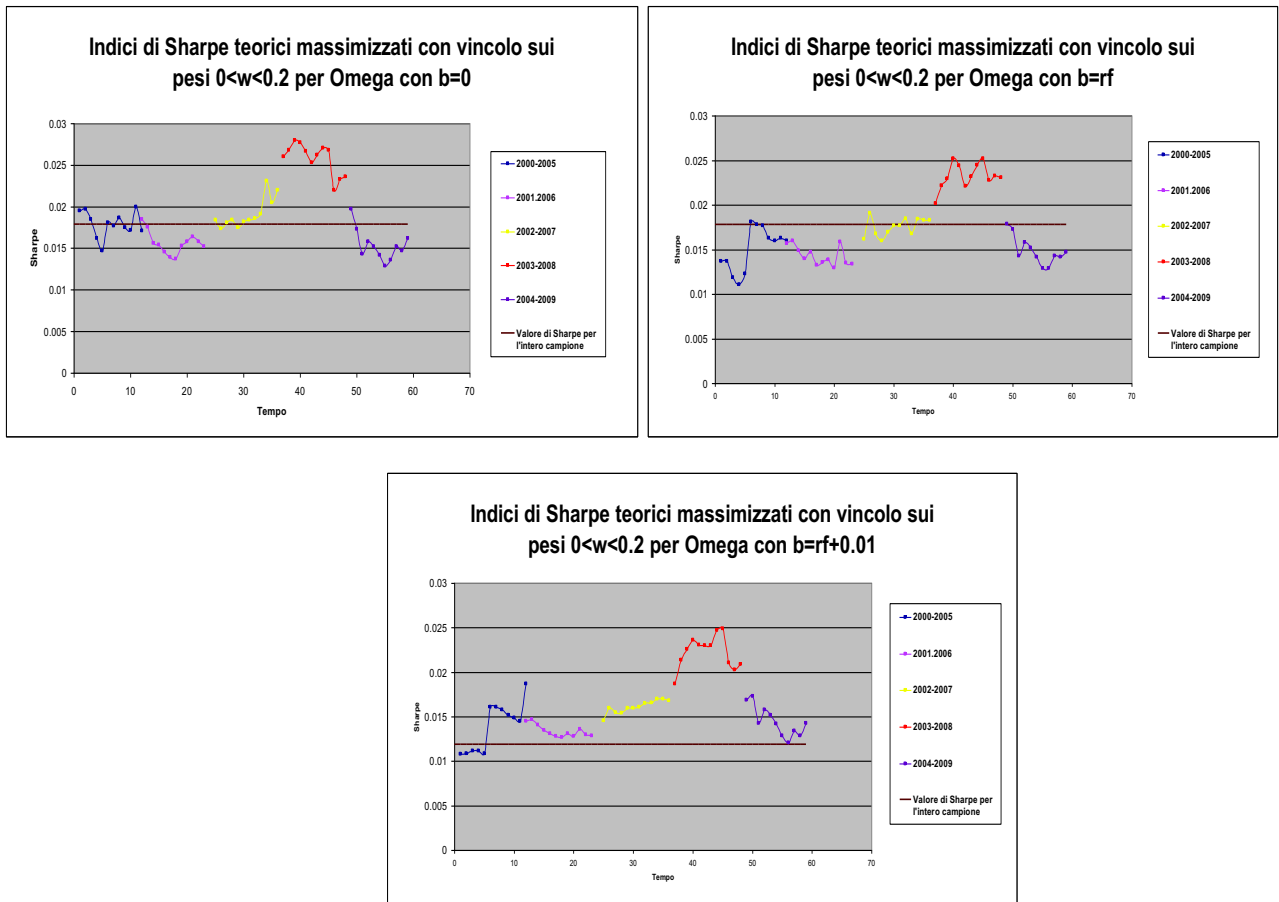 Indici di Sharpe teorici massimizzati con vincolo sui
pesi 0<w<0.2 per Omega con b=0
0.03
0.025
0.02
0.015
0.01
0.005
0
Sharpe
0 10 20 30 40 50 60 70
Tempo
2000-2005
2001.2006
2002-2007
2003-2008
2004-2009
Valore di Sharpe per
l'intero campione
Indici di Sharpe teorici massimizzati con vincolo sui
pesi 0<w<0.2 per Omega con b=rf
0.03
0.025
0.02
0.015
0.01
0.005
0
Sharpe
0 10 20 30 40 50 60 70
Tempo
2000-2005
2001.2006
2002-2007
2003-2008
2004-2009
Valore di Sharpe per
l'intero campione
Indici di Sharpe teorici massimizzati con vincolo sui
pesi 0<w<0.2 per Omega con b=rf+0.01
0.03
0.025
0.02
0.015
0.01
0.005
0
Sharpe
0 10 20 30 40 50 60 70
Tempo
2000-2005
2001.2006
2002-2007
2003-2008
2004-2009
Valore di Sharpe per
l'intero campione